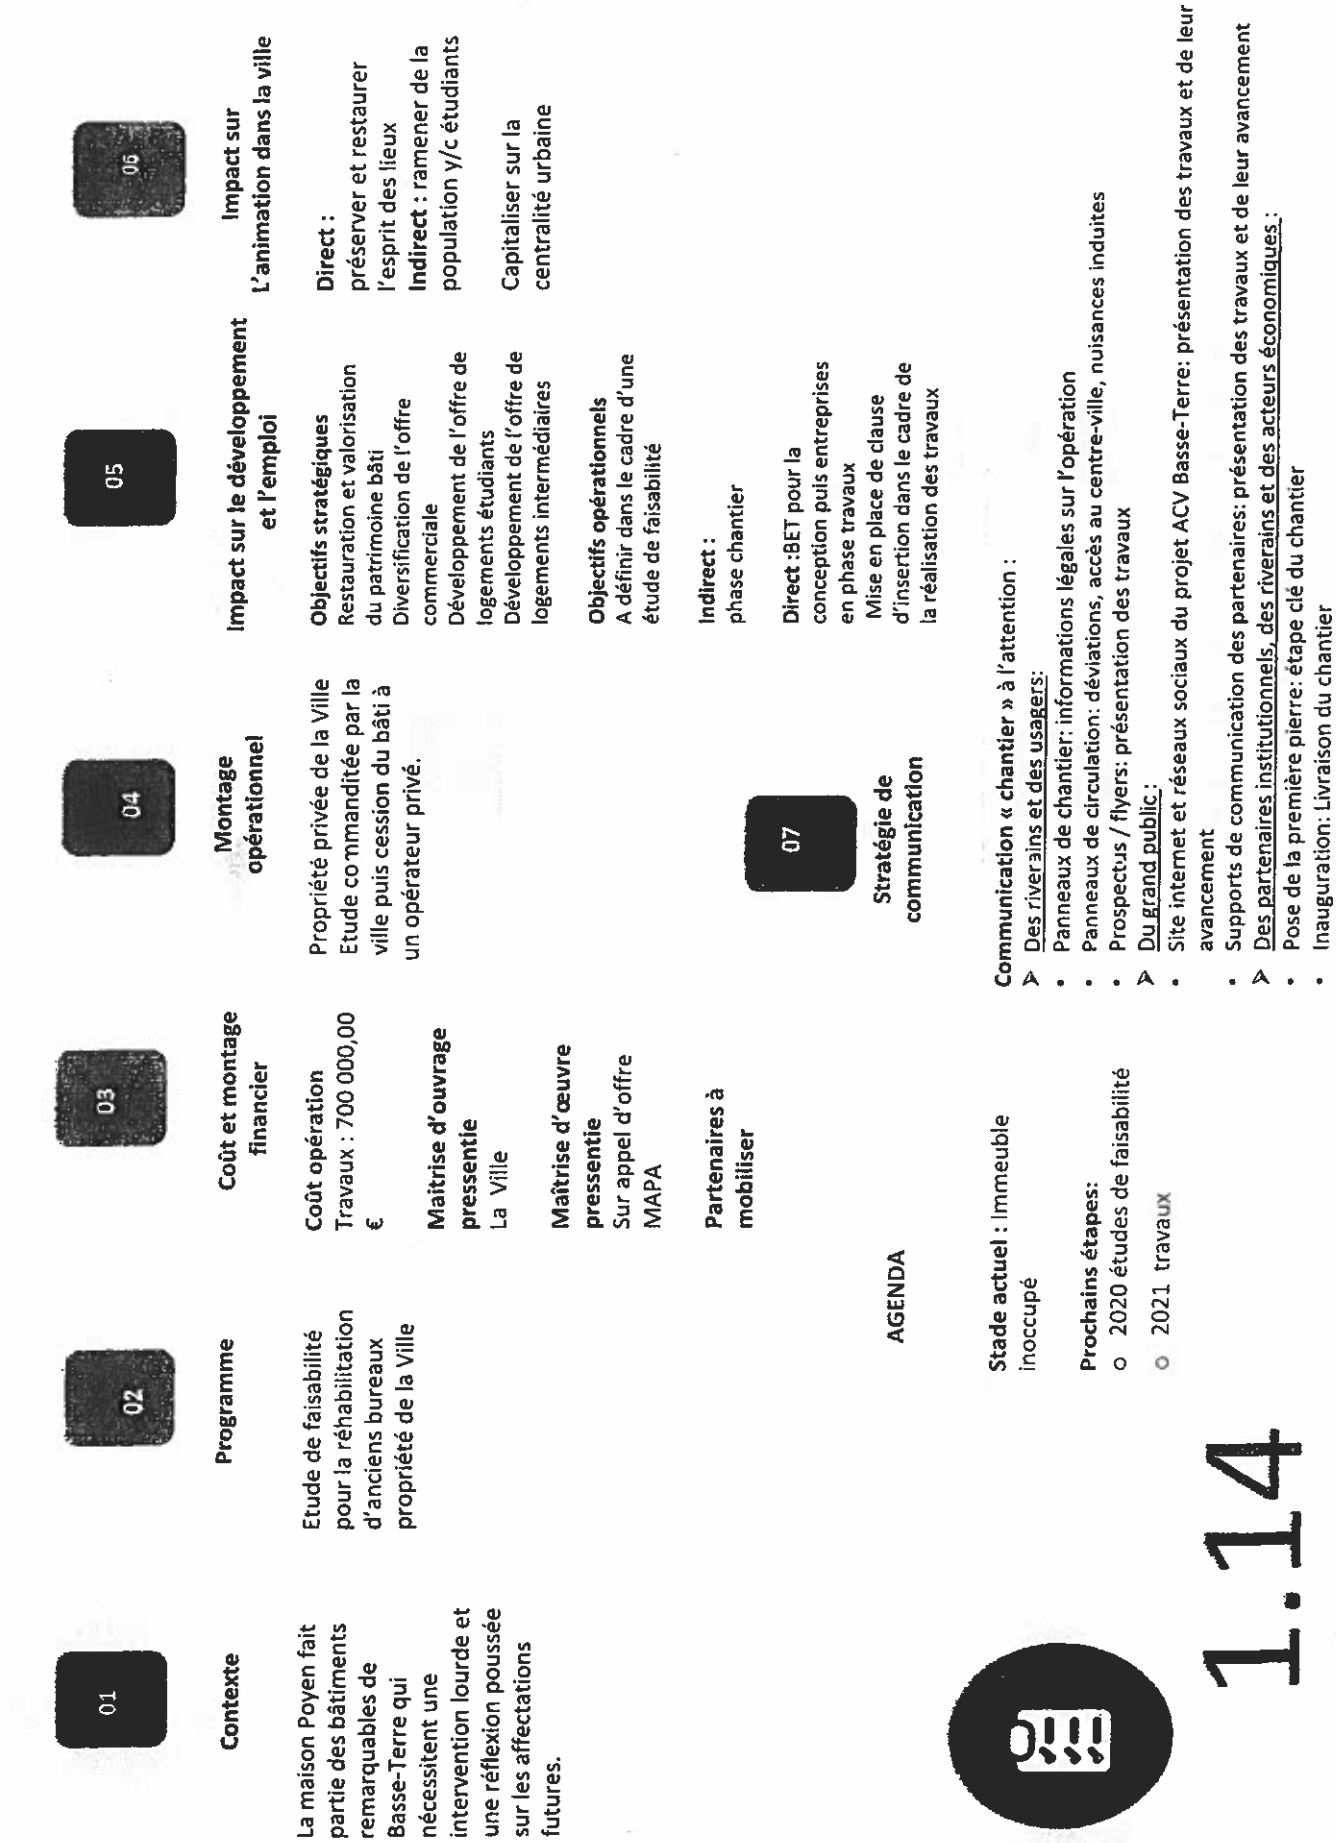 01
Contexte
La maison Poyen fait
partie des bâtiments
remarquables de
Basse-Terre qui
nécessitent une
intervention lourde et
une réflexion poussée
sur les affectations
futures.
02
Programme
Etude de faisabilité
pour la réhabilitation
d'anciens bureaux
propriété de la Ville
03
Coût et montage
financier
Coût opération
Travaux : 700 000,00
€
Maitrise d'ouvrage
pressentie
La Ville
Maîtrise d'œuvre
pressentie
Sur appel d'offre
MAPA
Partenaires à
mobiliser
04
Montage
opérationnel
Propriété privée de la Ville
Etude commanditée par la
ville puis cession du bâti à
un opérateur privé.
05
Impact sur le développement
et l'emploi
Objectifs stratégiques
Restauration et valorisation
du patrimoine bâti
Diversification de l'offre
commerciale
Développement de l'offre de
logements étudiants
Développement de l'offre de
logements intermédiaires
Objectifs opérationnels
A définir dans le cadre d'une
étude de faisabilité
Indirect :
phase chantier
Direct :BET pour la
conception puis entreprises
en phase travaux
Mise en place de clause
d'insertion dans le cadre de
la réalisation des travaux
06
Impact sur
L'animation dans la ville
Direct :
préserver et restaurer
l'esprit des lieux
Indirect : ramener de la
population y/c étudiants
Capitaliser sur la
centralité urbaine
1.14
AGENDA
Stade actuel : Immeuble
inoccupé
Prochains étapes:
o 2020 études de faisabilité
o 2021 travaux
07
Stratégie de
communication
Communication « chantier » à l'attention :
➢ Des riverains et des usagers:
• Panneaux de chantier: informations légales sur l'opération
• Panneaux de circulation: déviations, accès au centre-ville, nuisances induites
• Prospectus / flyers: présentation des travaux
➢ Du grand public :
• Site internet et réseaux sociaux du projet ACV Basse-Terre: présentation des travaux et de leur
avancement
• Supports de communication des partenaires: présentation des travaux et de leur avancement
➢ Des partenaires institutionnels, des riverains et des acteurs économiques :
• Pose de la première pierre: étape clé du chantier
• Inauguration: Livraison du chantier